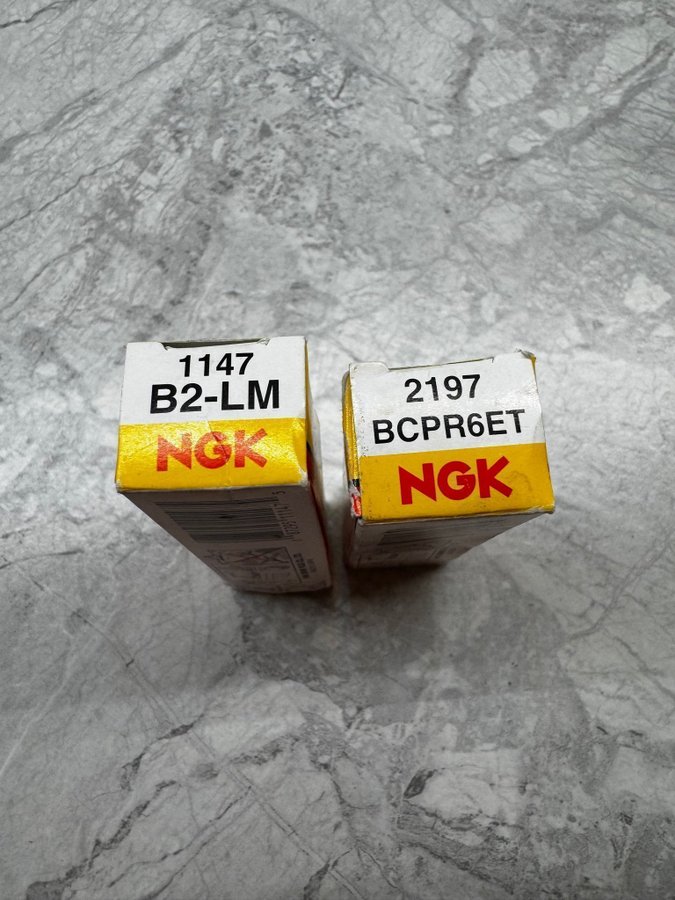 1147
B2-LM
NGK
2197
BCPR6ET
NGK